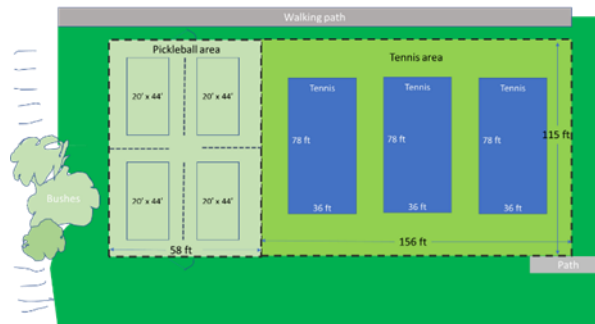 Walking path
Pickleball area
Tennis area
20' x 44'
20' x 44'
Tennis
Tennis
Tennis
78 ft
78 ft
78 ft
115 ft
Bushes
20' x 44'
20' x 44'
36 ft
36 ft
36 ft
58 ft
156 ft
Path